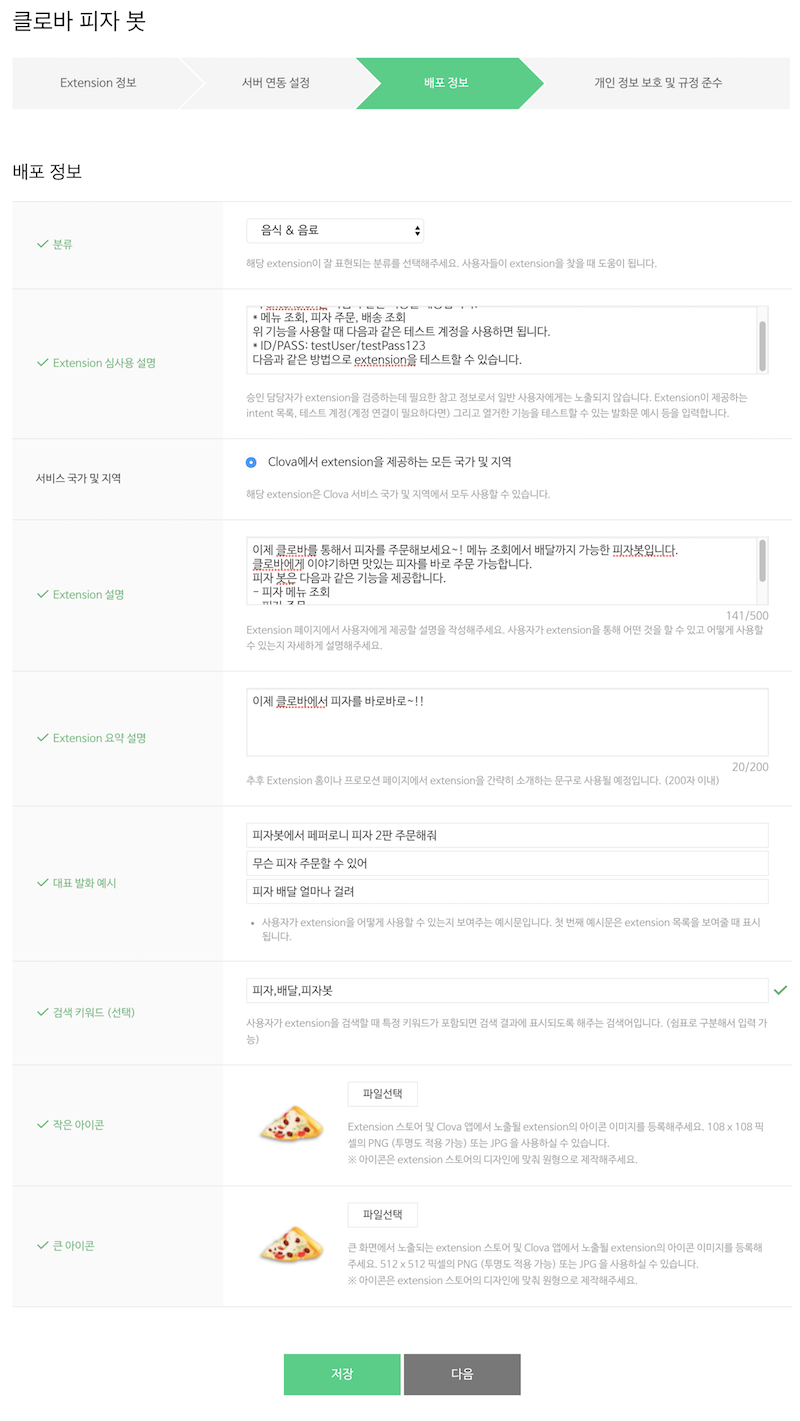 클로바 피자 봇
Extension 정보
서버 연동 설정
배포 정보
개인 정보 보호 및 규정 준수
배포 정보
분류
음식 & 음료
해당 extension이 잘 표현되는 분류를 선택해주세요. 사용자들이 extension을 찾을 때 도움이 됩니다.
Extension 심사용 설명
* 메뉴 조회, 피자 주문, 배송 조회
위 기능을 사용할 때 다음과 같은 테스트 계정을 사용하면 됩니다.
* ID/PASS: testUser/testPass123
다음과 같은 방법으로 extension을 테스트할 수 있습니다.
승인 담당자가 extension을 검증하는데 필요한 참고 정보로서 일반 사용자에게는 노출되지 않습니다. Extension이 제공하는
intent 목록, 테스트 계정(계정 연결이 필요하다면) 그리고 열거한 기능을 테스트할 수 있는 발화문 예시 등을 입력합니다.
서비스 국가 및 지역
Clova에서 extension을 제공하는 모든 국가 및 지역
해당 extension은 Clova 서비스 국가 및 지역에서 모두 사용할 수 있습니다.
Extension 설명
이제 클로바를 통해서 피자를 주문해보세요~! 메뉴 조회에서 배달까지 가능한 피자봇입니다.
클로바에게 이야기하면 맛있는 피자를 바로 주문 가능합니다.
피자 봇은 다음과 같은 기능을 제공합니다.
- 피자 메뉴 조회
- 피자 주문
141/500
Extension 페이지에서 사용자에게 제공할 설명을 작성해주세요. 사용자가 extension을 통해 어떤 것을 할 수 있고 어떻게 사용할
수 있는지 자세하게 설명해주세요.
Extension 요약 설명
이제 클로바에서 피자를 바로바로~!!
20/200
추후 Extension 홈이나 프로모션 페이지에서 extension을 간략히 소개하는 문구로 사용될 예정입니다. (200자 이내)
대표 발화 예시
피자봇에서 페퍼로니 피자 2판 주문해줘
무슨 피자 주문할 수 있어
피자 배달 얼마나 걸려
• 사용자가 extension을 어떻게 사용할 수 있는지 보여주는 예시문입니다. 첫 번째 예시문은 extension 목록을 보여줄 때 표시
됩니다.
검색 키워드 (선택)
피자,배달,피자봇
사용자가 extension을 검색할 때 특정 키워드가 포함되면 검색 결과에 표시되도록 해주는 검색어입니다. (쉼표로 구분해서 입력 가
능)
작은 아이콘
파일선택
Extension 스토어 및 Clova 앱에서 노출될 extension의 아이콘 이미지를 등록해주세요. 108 x 108 픽
셀의 PNG (투명도 적용 가능) 또는 JPG 을 사용하실 수 있습니다.
※ 아이콘은 extension 스토어의 디자인에 맞춰 원형으로 제작해주세요.
큰 아이콘
파일선택
큰 화면에서 노출되는 extension 스토어 및 Clova 앱에서 노출될 extension의 아이콘 이미지를 등록해
주세요. 512 x 512 픽셀의 PNG (투명도 적용 가능) 또는 JPG 을 사용하실 수 있습니다.
※ 아이콘은 extension 스토어의 디자인에 맞춰 원형으로 제작해주세요.
저장
다음